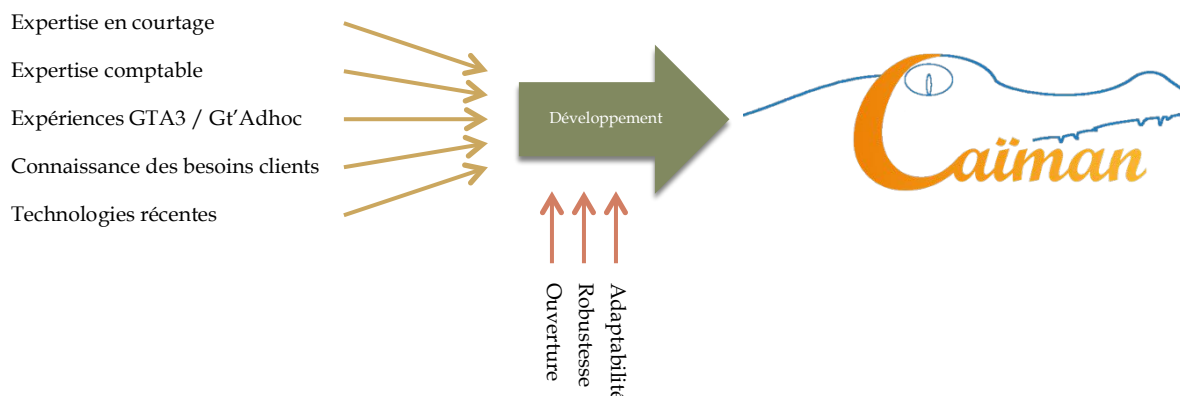 Expertise en courtage
Expertise comptable
Expériences GTA3 / Gt’Adhoc
Connaissance des besoins clients
Technologies récentes
Développement
Caïman
Ouverture
Robustesse
Adaptabilité